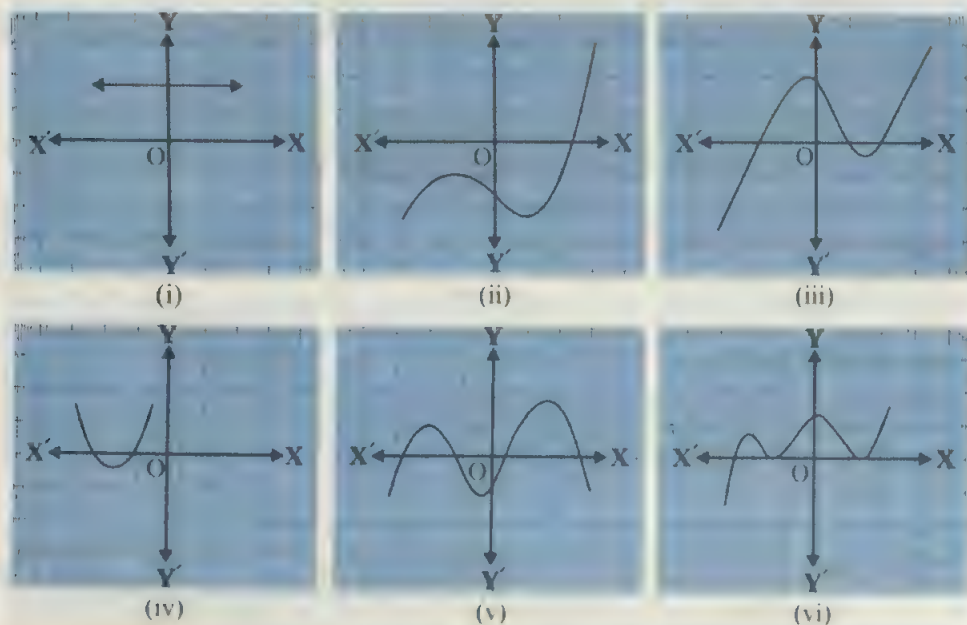 Y Y Y
X′ O X X′ O X X′ O X
Y′ Y′ Y′
(i) (ii) (iii)
Y Y Y
X′ O X X′ O X X′ O X
Y′ Y′ Y′
(iv) (v) (vi)